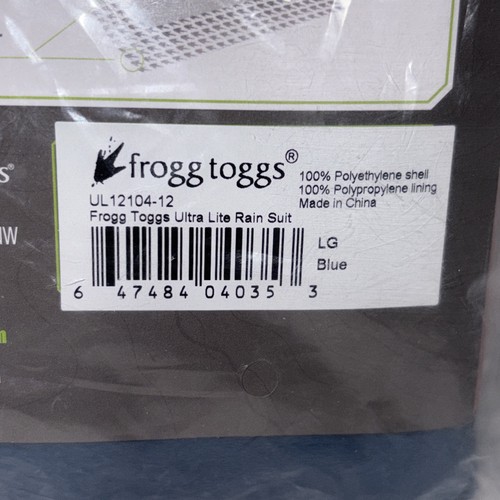 frogg toggs®
100% Polyethylene shell
100% Polypropylene lining
Made in China
UL12104-12
Frogg Toggs Ultra Lite Rain Suit
LG
Blue
6 47484 04035 3